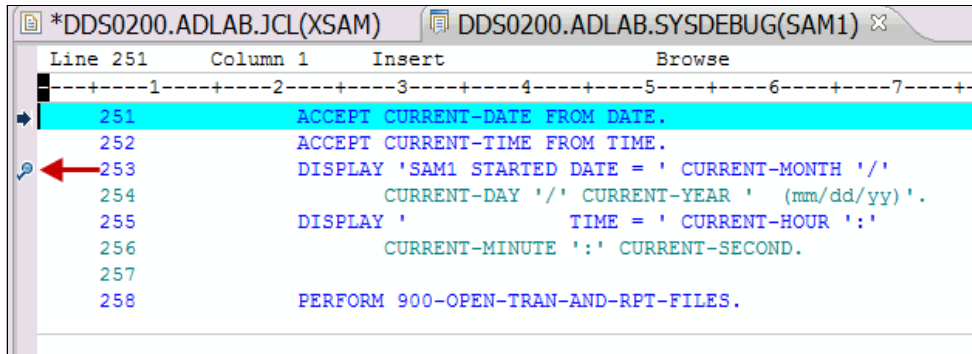 *DDS0200.ADLAB.JCL(XSAM) DDS0200.ADLAB.SYSDEBUG(SAM1)
Line 251 Column 1 Insert Browse
----+----1----+----2----+----3----+----4----+----5----+----6----+----7----+-
251 ACCEPT CURRENT-DATE FROM DATE.
252 ACCEPT CURRENT-TIME FROM TIME.
253 DISPLAY 'SAM1 STARTED DATE = ' CURRENT-MONTH '/'
254 CURRENT-DAY '/' CURRENT-YEAR ' (mm/dd/yy)'.
255 DISPLAY ' TIME = ' CURRENT-HOUR ':'
256 CURRENT-MINUTE ':' CURRENT-SECOND.
257
258 PERFORM 900-OPEN-TRAN-AND-RPT-FILES.